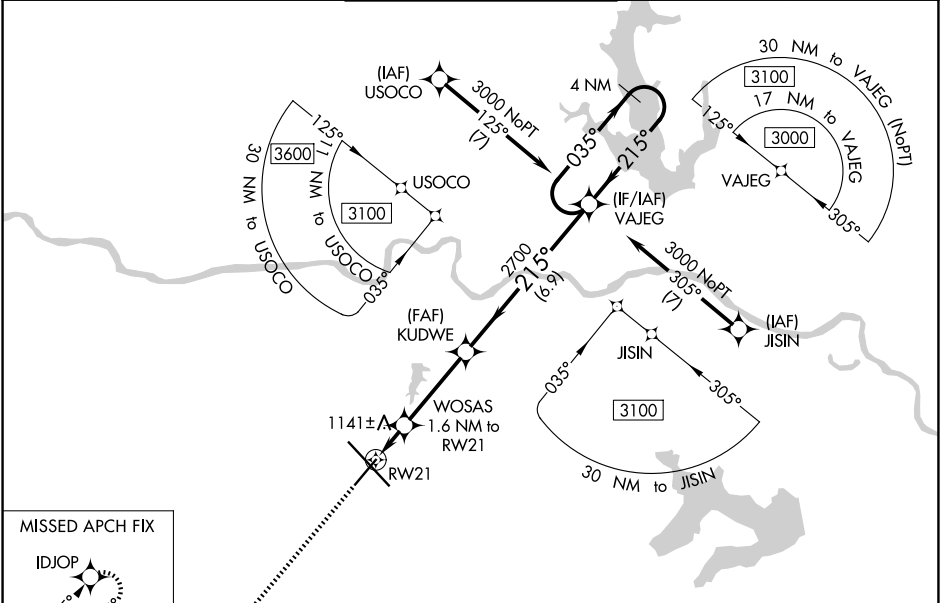 (IAF)
USOCO
3000 NoPT
125°
(7)
4 NM
035°
215°
(IF/IAF)
VAJEG
30 NM to VAJEG (NoPT)
3100
17 NM to VAJEG
3000
125°
VAJEG
305°
125°
3600
11 NM to USOCO
30 NM to USOCO
USOCO
3100
035°
2700
215°
(6.9)
3000 NoPT
305°
(7)
(IAF)
JISIN
(FAF)
KUDWE
JISIN
035°
305°
3100
30 NM to JISIN
1141±
WOSAS
1.6 NM to
RW21
RW21
MISSED APCH FIX
IDJOP